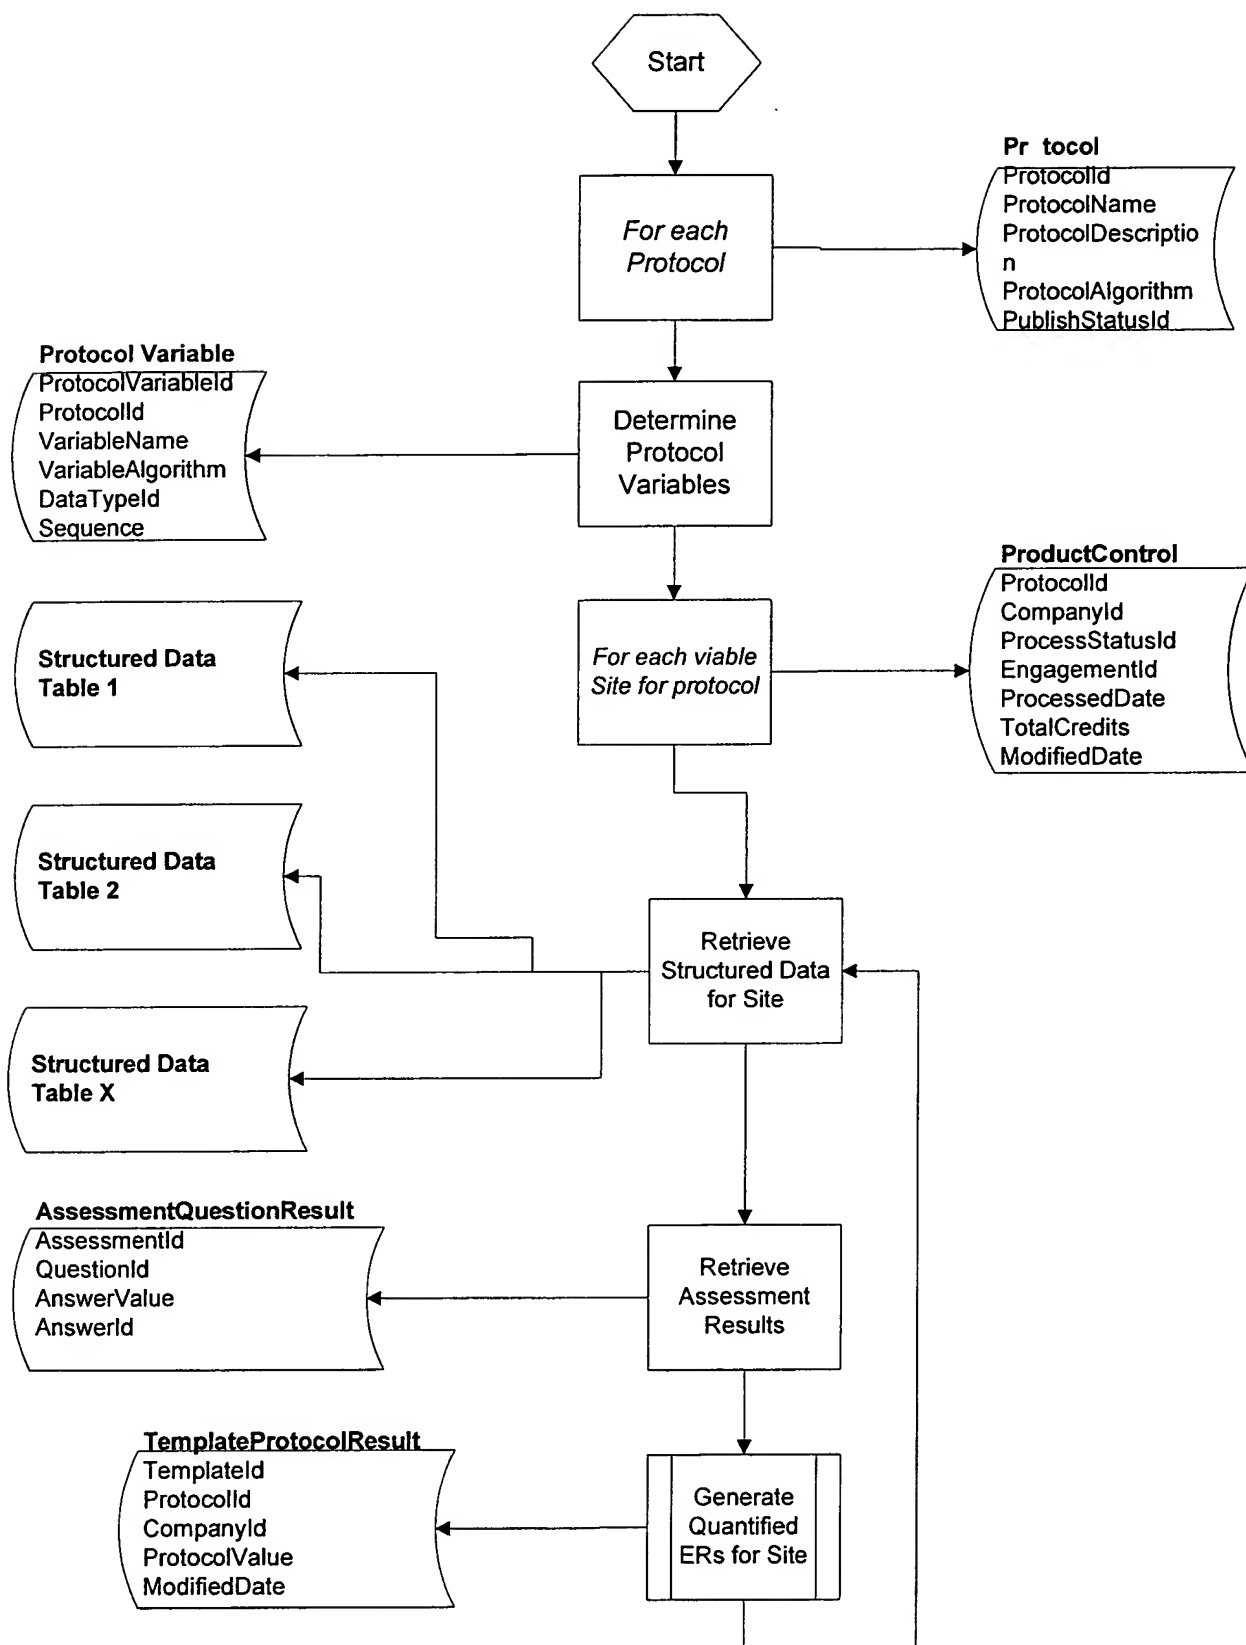 Start
Pr tocol
ProtocolId
ProtocolName
ProtocolDescriptio
n
ProtocolAlgorithm
PublishStatusId
For each
Protocol
Protocol Variable
ProtocolVariableId
ProtocolId
VariableName
VariableAlgorithm
DataTypeId
Sequence
Determine
Protocol
Variables
ProductControl
ProtocolId
CompanyId
ProcessStatusId
EngagementId
ProcessedDate
TotalCredits
ModifiedDate
For each viable
Site for protocol
Structured Data
Table 1
Structured Data
Table 2
Retrieve
Structured Data
for Site
Structured Data
Table X
AssessmentQuestionResult
AssessmentId
QuestionId
AnswerValue
AnswerId
Retrieve
Assessment
Results
TemplateProtocolResult
TemplateId
ProtocolId
CompanyId
ProtocolValue
ModifiedDate
Generate
Quantified
ERs for Site